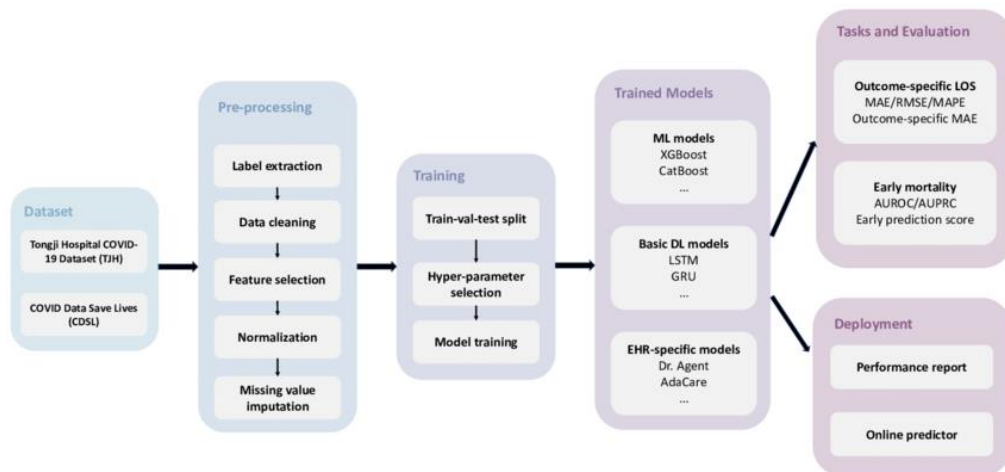 Dataset
Tongji Hospital COVID-
19 Dataset (TJH)
COVID Data Save Lives
(CDSL)
Pre-processing
Label extraction
Data cleaning
Feature selection
Normalization
Missing value
imputation
Training
Train-val-test split
Hyper-parameter
selection
Model training
Trained Models
ML models
XGBoost
CatBoost
...
Basic DL models
LSTM
GRU
...
EHR-specific models
Dr. Agent
AdaCare
...
Tasks and Evaluation
Outcome-specific LOS
MAE/RMSE/MAPE
Outcome-specific MAE
Early mortality
AUROC/AUPRC
Early prediction score
Deployment
Performance report
Online predictor